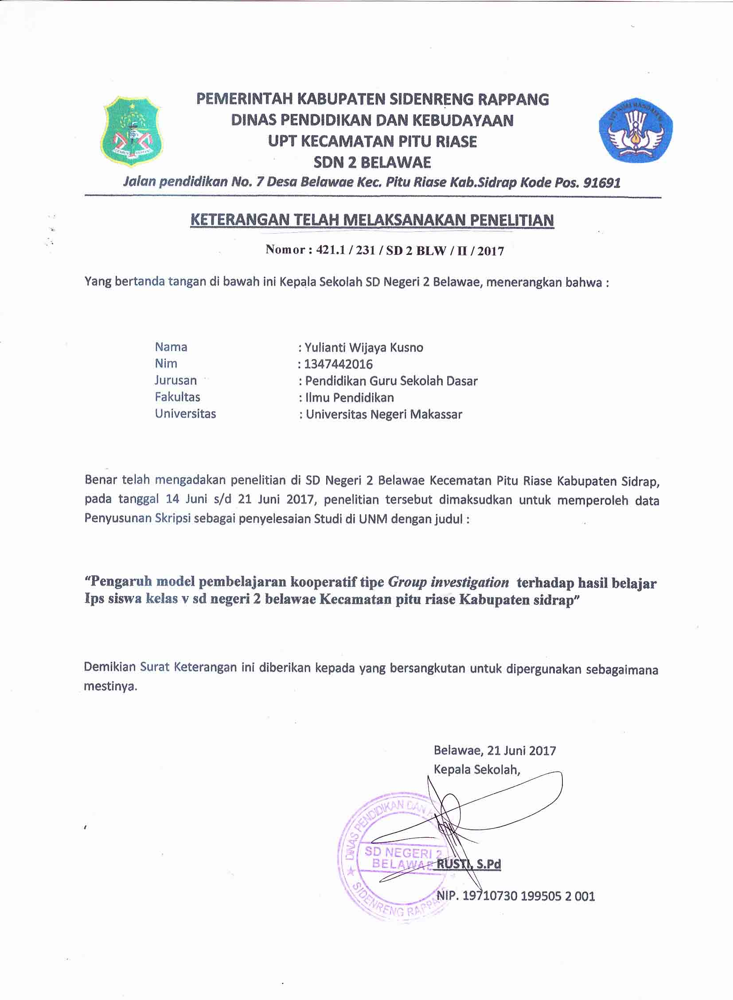 PEMERINTAH KABUPATEN SIDENRENG RAPPANG
DINAS PENDIDIKAN DAN KEBUDAYAAN
UPT KECAMATAN PITU RIASE
SDN 2 BELAWAE
Jalan pendidikan No. 7 Desa Belawae Kec. Pitu Riase Kab.Sidrap Kode Pos. 91691
KETERANGAN TELAH MELAKSANAKAN PENELITIAN
Nomor : 421.1 / 231 / SD 2 BLW / II / 2017
Yang bertanda tangan di bawah ini Kepala Sekolah SD Negeri 2 Belawae, menerangkan bahwa :
Nama : Yulianti Wijaya Kusno
Nim : 1347442016
Jurusan : Pendidikan Guru Sekolah Dasar
Fakultas : Ilmu Pendidikan
Universitas : Universitas Negeri Makassar
Benar telah mengadakan penelitian di SD Negeri 2 Belawae Kecematan Pitu Riase Kabupaten Sidrap,
pada tanggal 14 Juni s/d 21 Juni 2017, penelitian tersebut dimaksudkan untuk memperoleh data
Penyusunan Skripsi sebagai penyelesaian Studi di UNM dengan judul :
“Pengaruh model pembelajaran kooperatif tipe Group investigation terhadap hasil belajar
Ips siswa kelas v sd negeri 2 belawae Kecamatan pitu riase Kabupaten sidrap”
Demikian Surat Keterangan ini diberikan kepada yang bersangkutan untuk dipergunakan sebagaimana
mestinya.
Belawae, 21 Juni 2017
Kepala Sekolah,
DINAS PENDIDIKAN DAN
SD NEGERI 2
BELAWAE
SIDENRENG RAPPANG
RUSTI, S.Pd
NIP. 19710730 199505 2 001